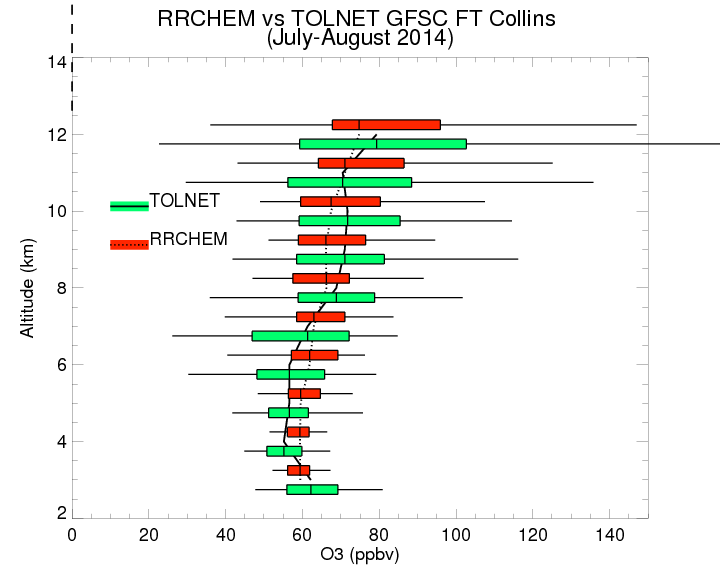 RRCHEM vs TOLNET GFSC FT Collins
(July-August 2014)
14
12
10
8
6
4
2
Altitude (km)
TOLNET
RRCHEM
0 20 40 60 80 100 120 140
O3 (ppbv)